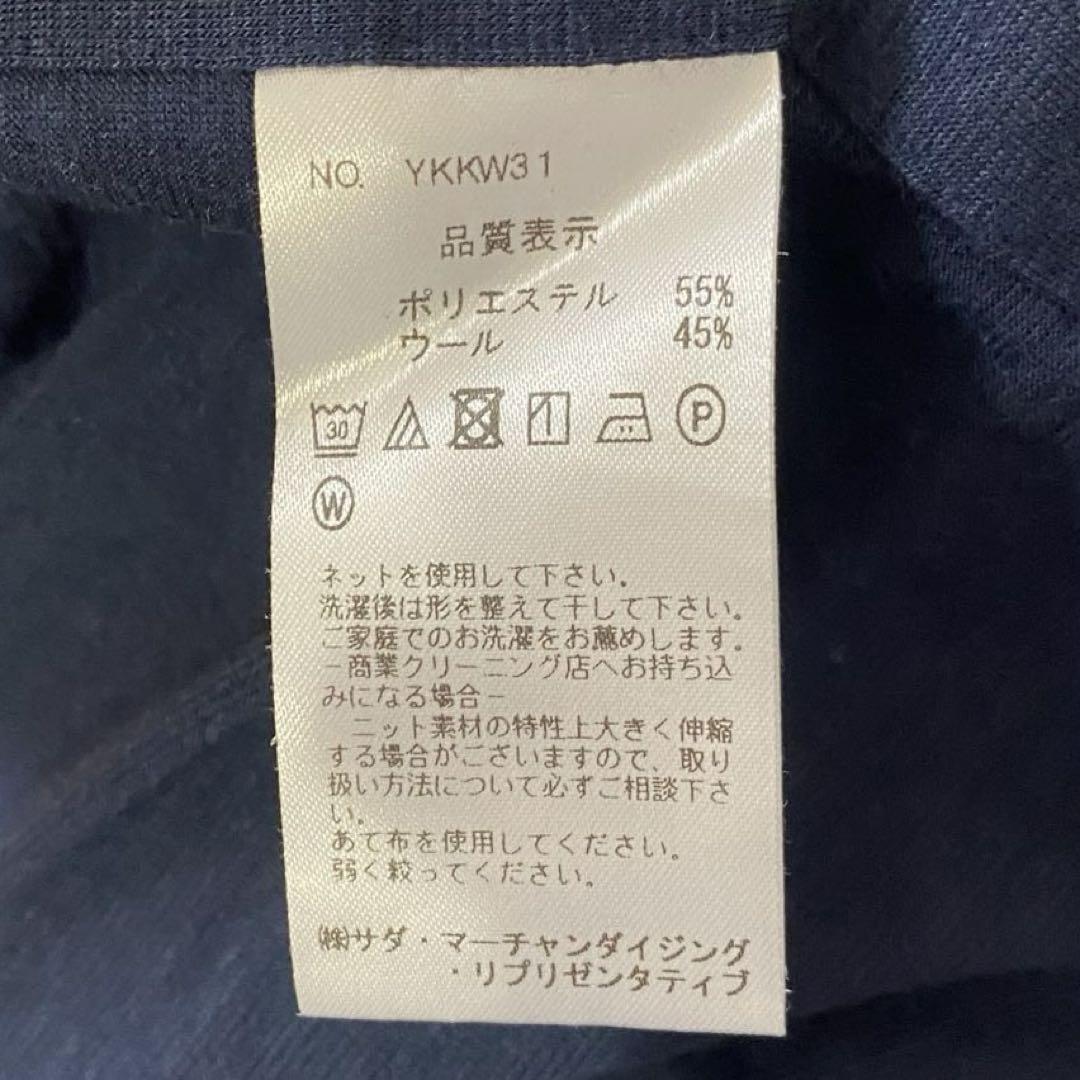 NO. YKKW31
品質表示
ポリエステル 55%
ウール 45%
30
P
W
ネットを使用して下さい。
洗濯後は形を整えて干して下さい。
ご家庭でのお洗濯をお薦めします。
-商業クリーニング店へお持ち込
みになる場合-
ニット素材の特性上大きく伸縮
する場合がございますので、取り
扱い方法について必ずご相談下さ
い。
あて布を使用してください。
弱く絞ってください。
㈱サダ・マーチャンダイジング
・リプリゼンタティブ